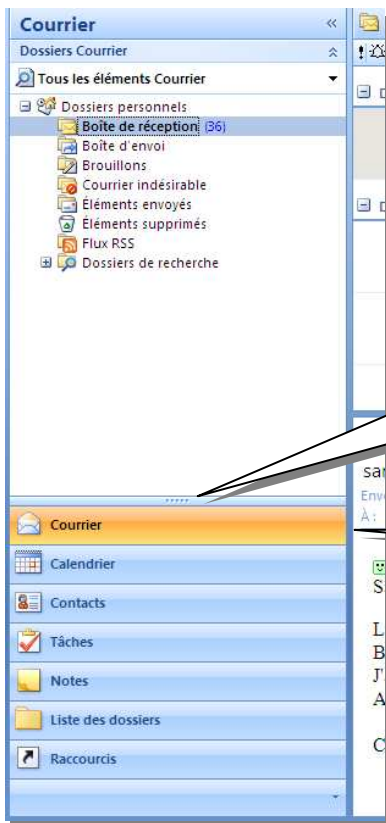 Courrier «
Dossiers Courrier
Tous les éléments Courrier
Dossiers personnels
Boîte de réception (36)
Boîte d'envoi
Brouillons
Courrier indésirable
Éléments envoyés
Éléments supprimés
Flux RSS
Dossiers de recherche
Courrier
Calendrier
Contacts
Tâches
Notes
Liste des dossiers
Raccourcis
À :